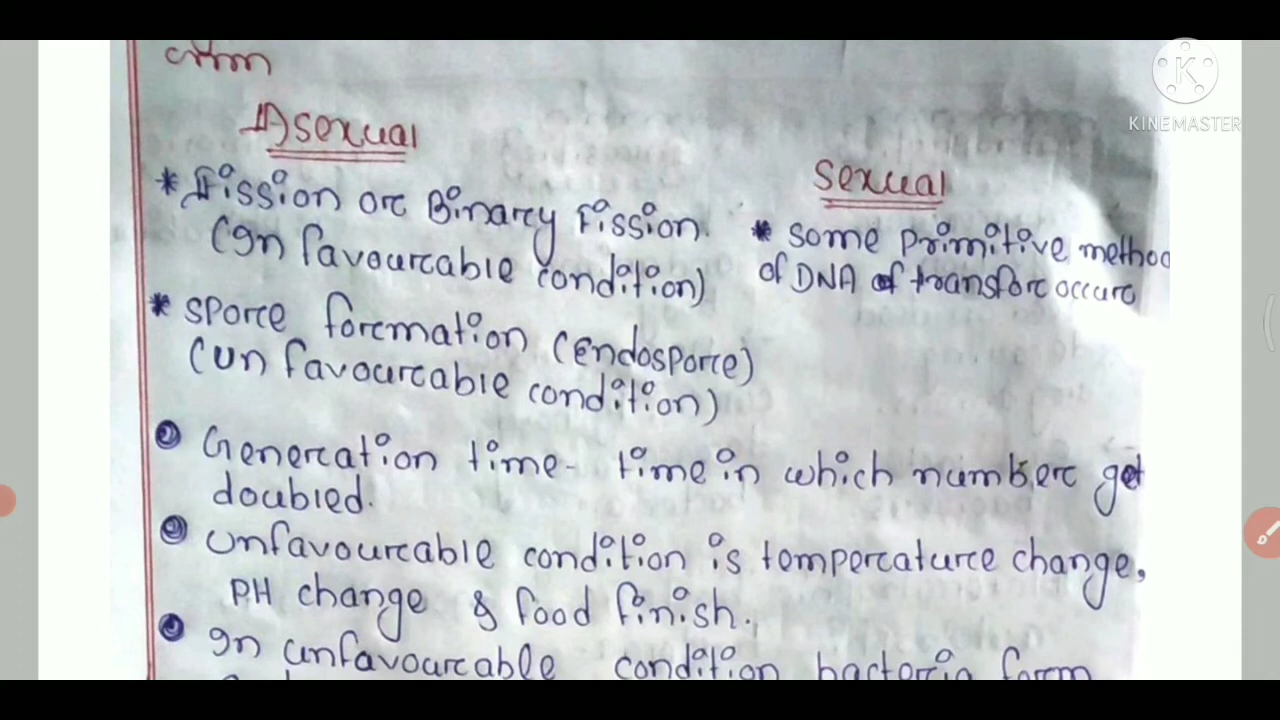 KINEMASTER
Asexual
Sexual
* Fission or Binary Fission.
(In favourable condition)
* Some Primitive method
of DNA of transfor occurs
* Spore formation (Endospore)
(Un favourable condition)
Generation time - time in which number get
doubled.
Unfavourable condition is temperature change,
PH change & food finish.
In unfavourable condition bacteria form